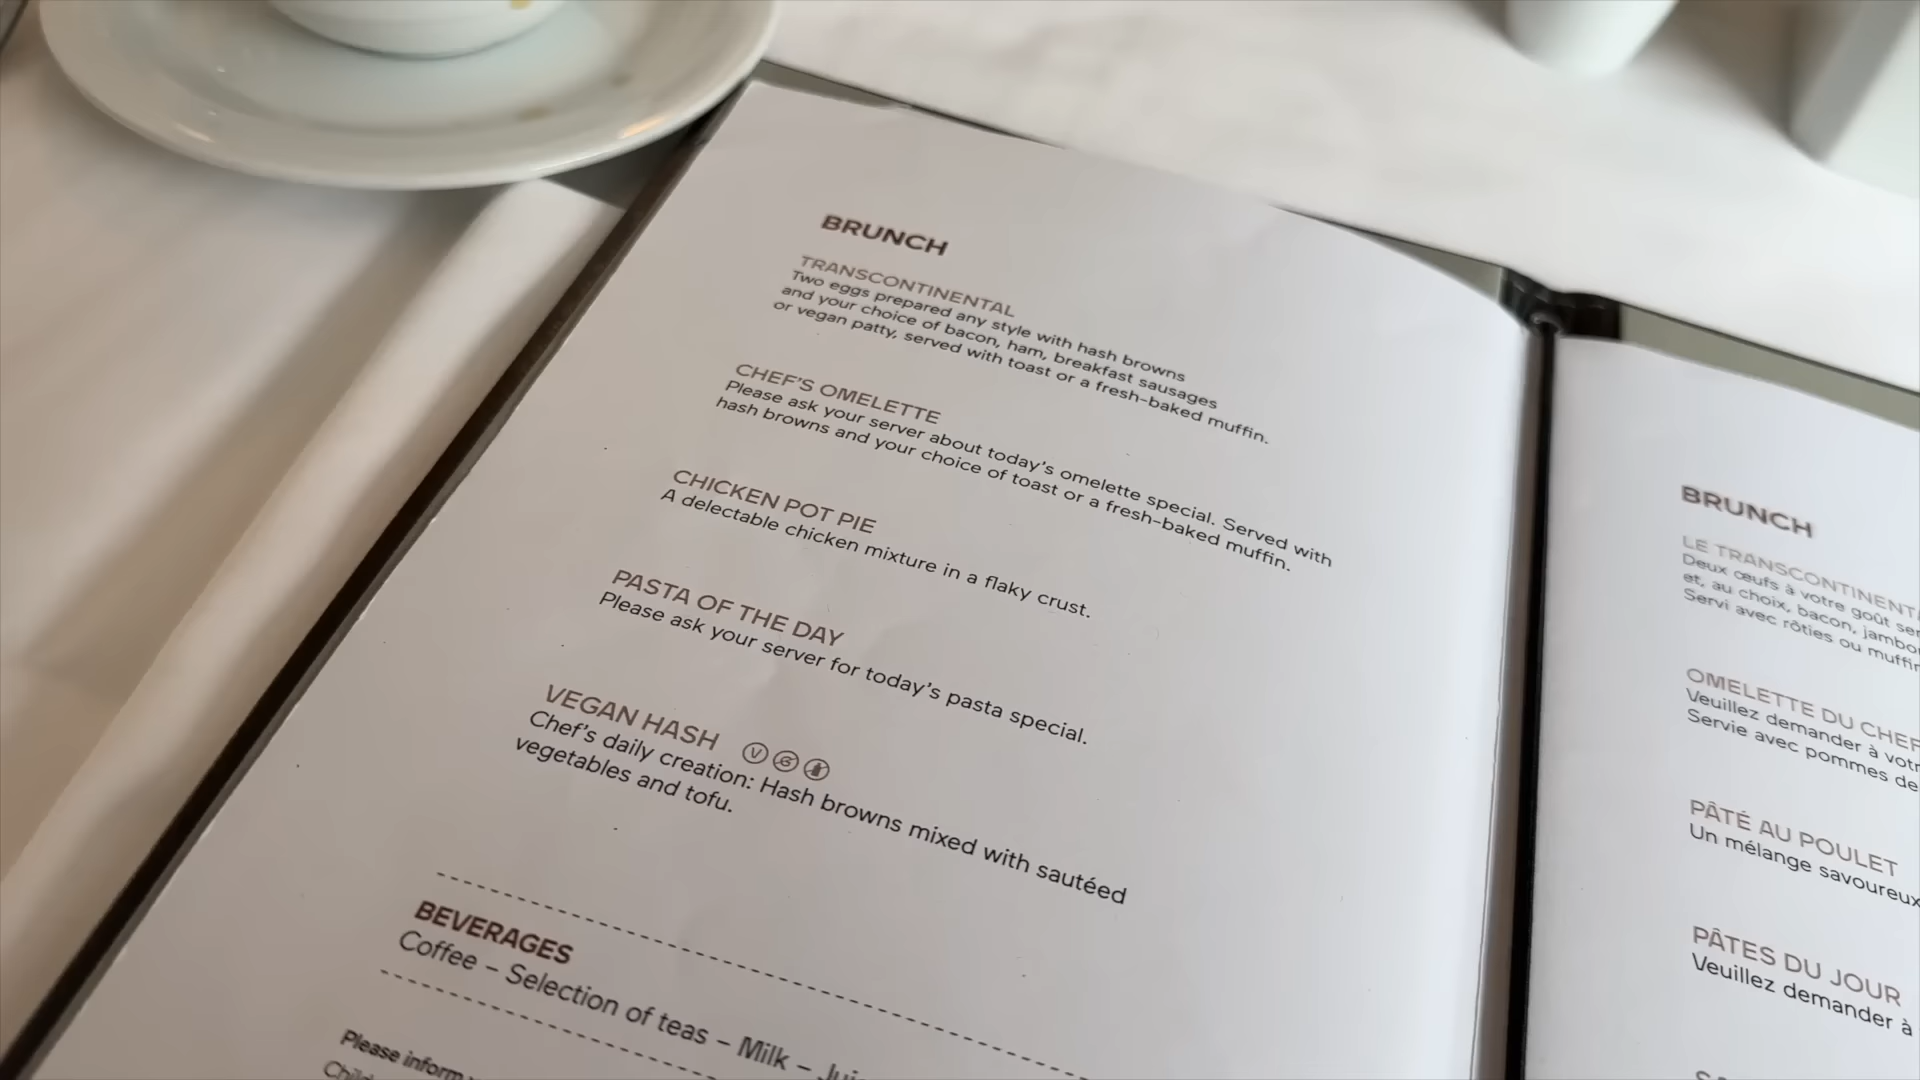 BRUNCH
TRANSCONTINENTAL
Two eggs prepared any style with hash browns
and your choice of bacon, ham, breakfast sausages
or vegan patty, served with toast or a fresh-baked muffin.
CHEF'S OMELETTE
Please ask your server about today's omelette special. Served with
hash browns and your choice of toast or a fresh-baked muffin.
CHICKEN POT PIE
A delectable chicken mixture in a flaky crust.
PASTA OF THE DAY
Please ask your server for today's pasta special.
VEGAN HASH V G
Chef's daily creation: Hash browns mixed with sautéed
vegetables and tofu.
BEVERAGES
Coffee – Selection of teas – Milk –
Please inform
BRUNCH
LE
Deux œufs à votre goût
et, au choix, bacon,
Servi avec rôties ou
OMELETTE DU CHEF
Veuillez demander à
Servie avec pommes de
PÂTÉ AU POULET
Un mélange savoureux
PÂTES DU JOUR
Veuillez demander à